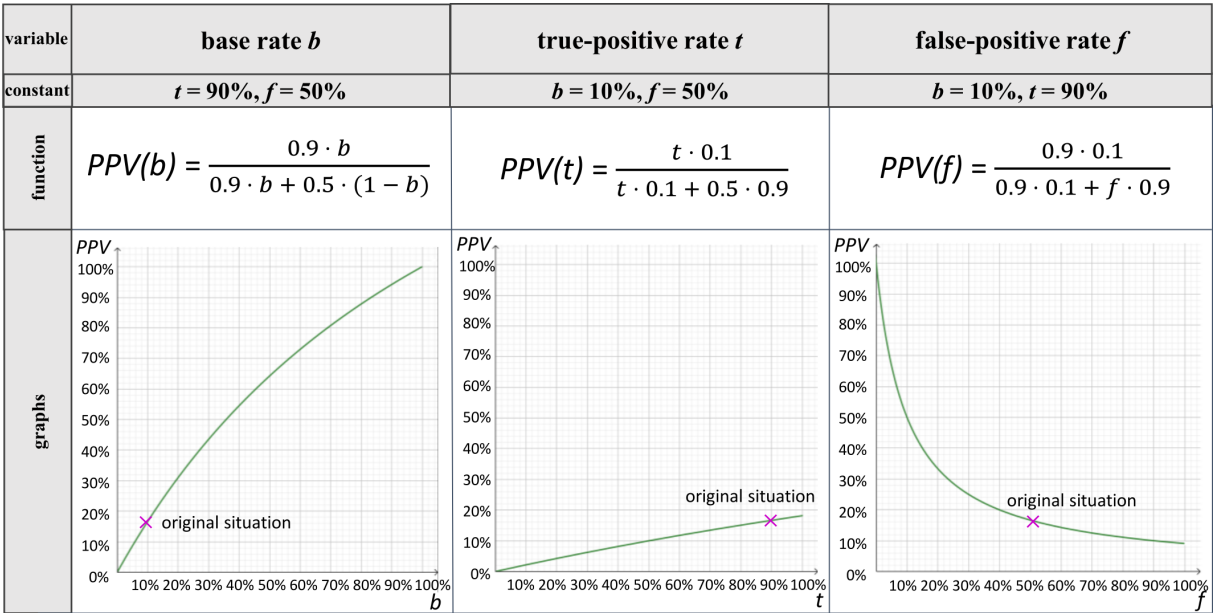 variable
base rate b
true-positive rate t
false-positive rate f
constant
t = 90%, f = 50%
b = 10%, f = 50%
b = 10%, t = 90%
function
PPV(b) = 0.9 · b / 0.9 · b + 0.5 · (1 − b)
PPV(t) = t · 0.1 / t · 0.1 + 0.5 · 0.9
PPV(f) = 0.9 · 0.1 / 0.9 · 0.1 + f · 0.9
graphs
PPV
100%
90%
80%
70%
60%
50%
40%
30%
20%
10%
0%
original situation
10% 20% 30% 40% 50% 60% 70% 80% 90% 100%
b
PPV
100%
90%
80%
70%
60%
50%
40%
30%
20%
10%
0%
original situation
10% 20% 30% 40% 50% 60% 70% 80% 90% 100%
t
PPV
100%
90%
80%
70%
60%
50%
40%
30%
20%
10%
0%
original situation
10% 20% 30% 40% 50% 60% 70% 80% 90% 100%
f